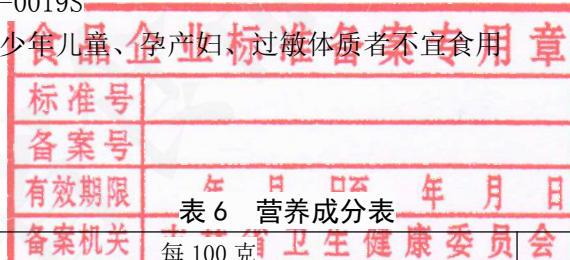 -0019S
少年儿童、孕产妇、过敏体质者不宜食用
食品企业标准备案专用章
标准号
备案号
有效期限 年 月 日至 年 月 日
表 6 营养成分表
备案机关 省卫生健康委员会
每 100 克